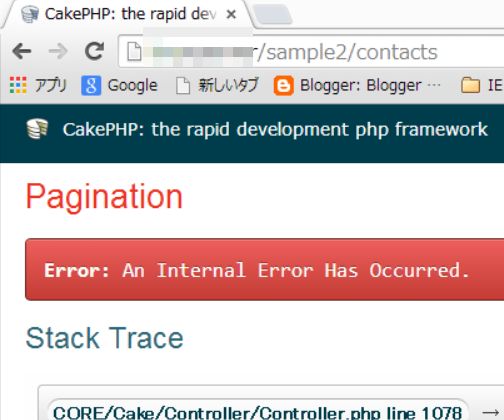 CakePHP: the rapid dev
/sample2/contacts
アプリ Google 新しいタブ Blogger: Blogger … IE
CakePHP: the rapid development php framework
Pagination
Error: An Internal Error Has Occurred.
Stack Trace
CORE/Cake/Controller/Controller.php line 1078 →